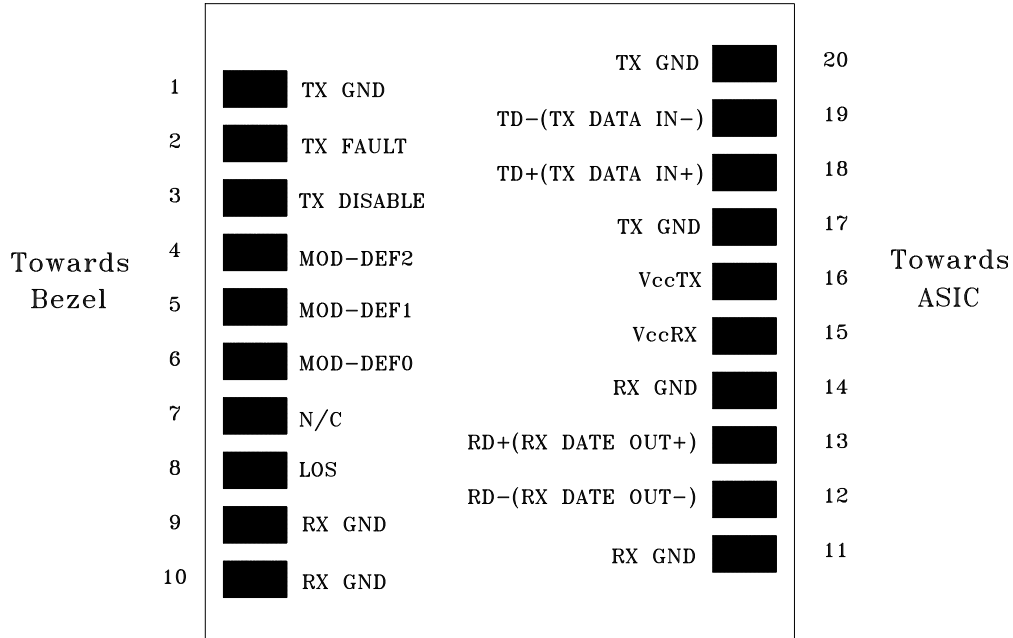 TX GND 20
1 TX GND
TD-(TX DATA IN-) 19
2 TX FAULT
TD+(TX DATA IN+) 18
3 TX DISABLE
TX GND 17
4 MOD-DEF2
Towards
Bezel
VccTX 16
Towards
ASIC
5 MOD-DEF1
VccRX 15
6 MOD-DEF0
RX GND 14
7 N/C
RD+(RX DATE OUT+) 13
8 LOS
RD-(RX DATE OUT-) 12
9 RX GND
RX GND 11
10 RX GND